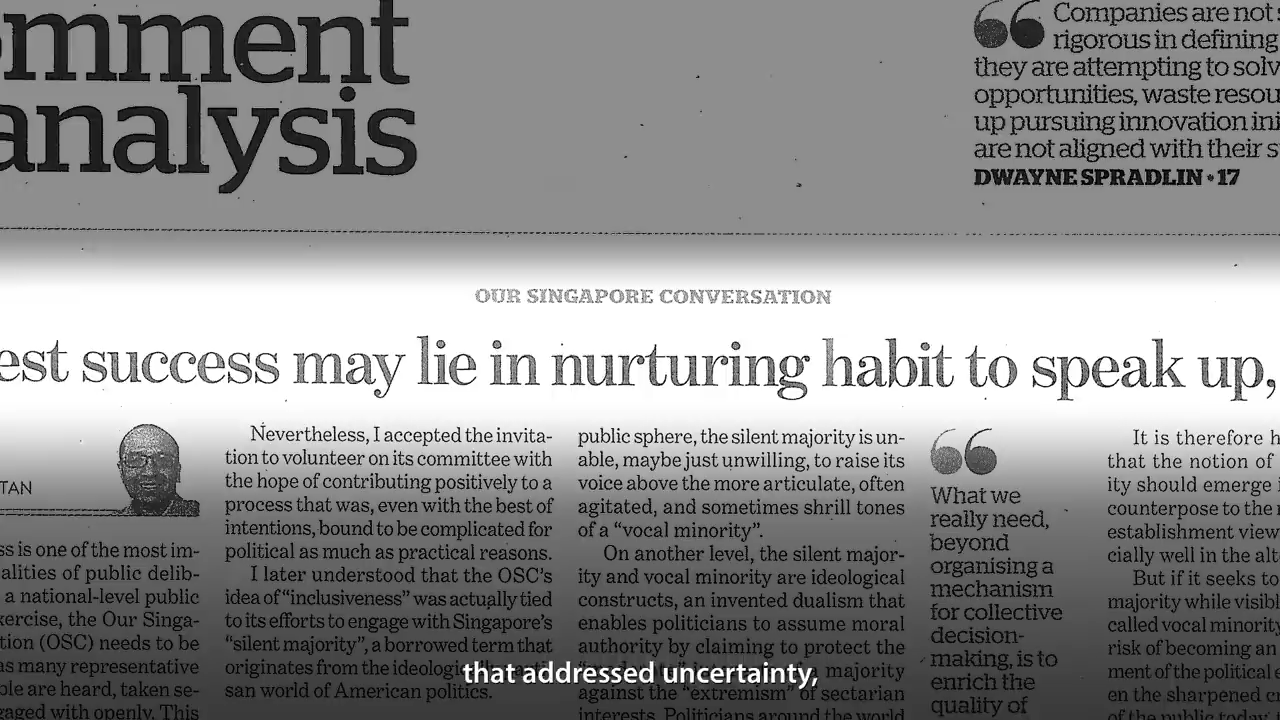 omment
analysis
Companies are not
rigorous in defining
they are attempting to solv
opportunities, waste resou
up pursuing innovation ini
are not aligned with their s
DWAYNE SPRADLIN • 17
OUR SINGAPORE CONVERSATION
est success may lie in nurturing habit to speak up,
TAN
ss is one of the most im-
alities of public delib-
a national-level public
xercise, the Our Singa-
tion (OSC) needs to be
as many representative
ple are heard, taken se-
gaged with openly. This
Nevertheless, I accepted the invita-
tion to volunteer on its committee with
the hope of contributing positively to a
process that was, even with the best of
intentions, bound to be complicated for
political as much as practical reasons.
I later understood that the OSC's
idea of "inclusiveness" was actually tied
to its efforts to engage with Singapore's
"silent majority", a borrowed term that
originates from the
san world of American politics.
public sphere, the silent majority is un-
able, maybe just unwilling, to raise its
voice above the more articulate, often
agitated, and sometimes shrill tones
of a "vocal minority".
On another level, the silent major-
ity and vocal minority are ideological
constructs, an invented dualism that
enables politicians to assume moral
authority by claiming to protect the
majority
against the "extremism" of sectarian
interests. Politicians around the world
What we
really need,
beyond
organising a
mechanism
for collective
decision-
making, is to
enrich the
quality of
It is therefore h
that the notion of
ity should emerge i
counterpose to the
establishment view
cially well in the alt
But if it seeks to
majority while visibl
called vocal minority
risk of becoming an
ment of the political e
en the sharpened c
of the public today
that addressed uncertainty,